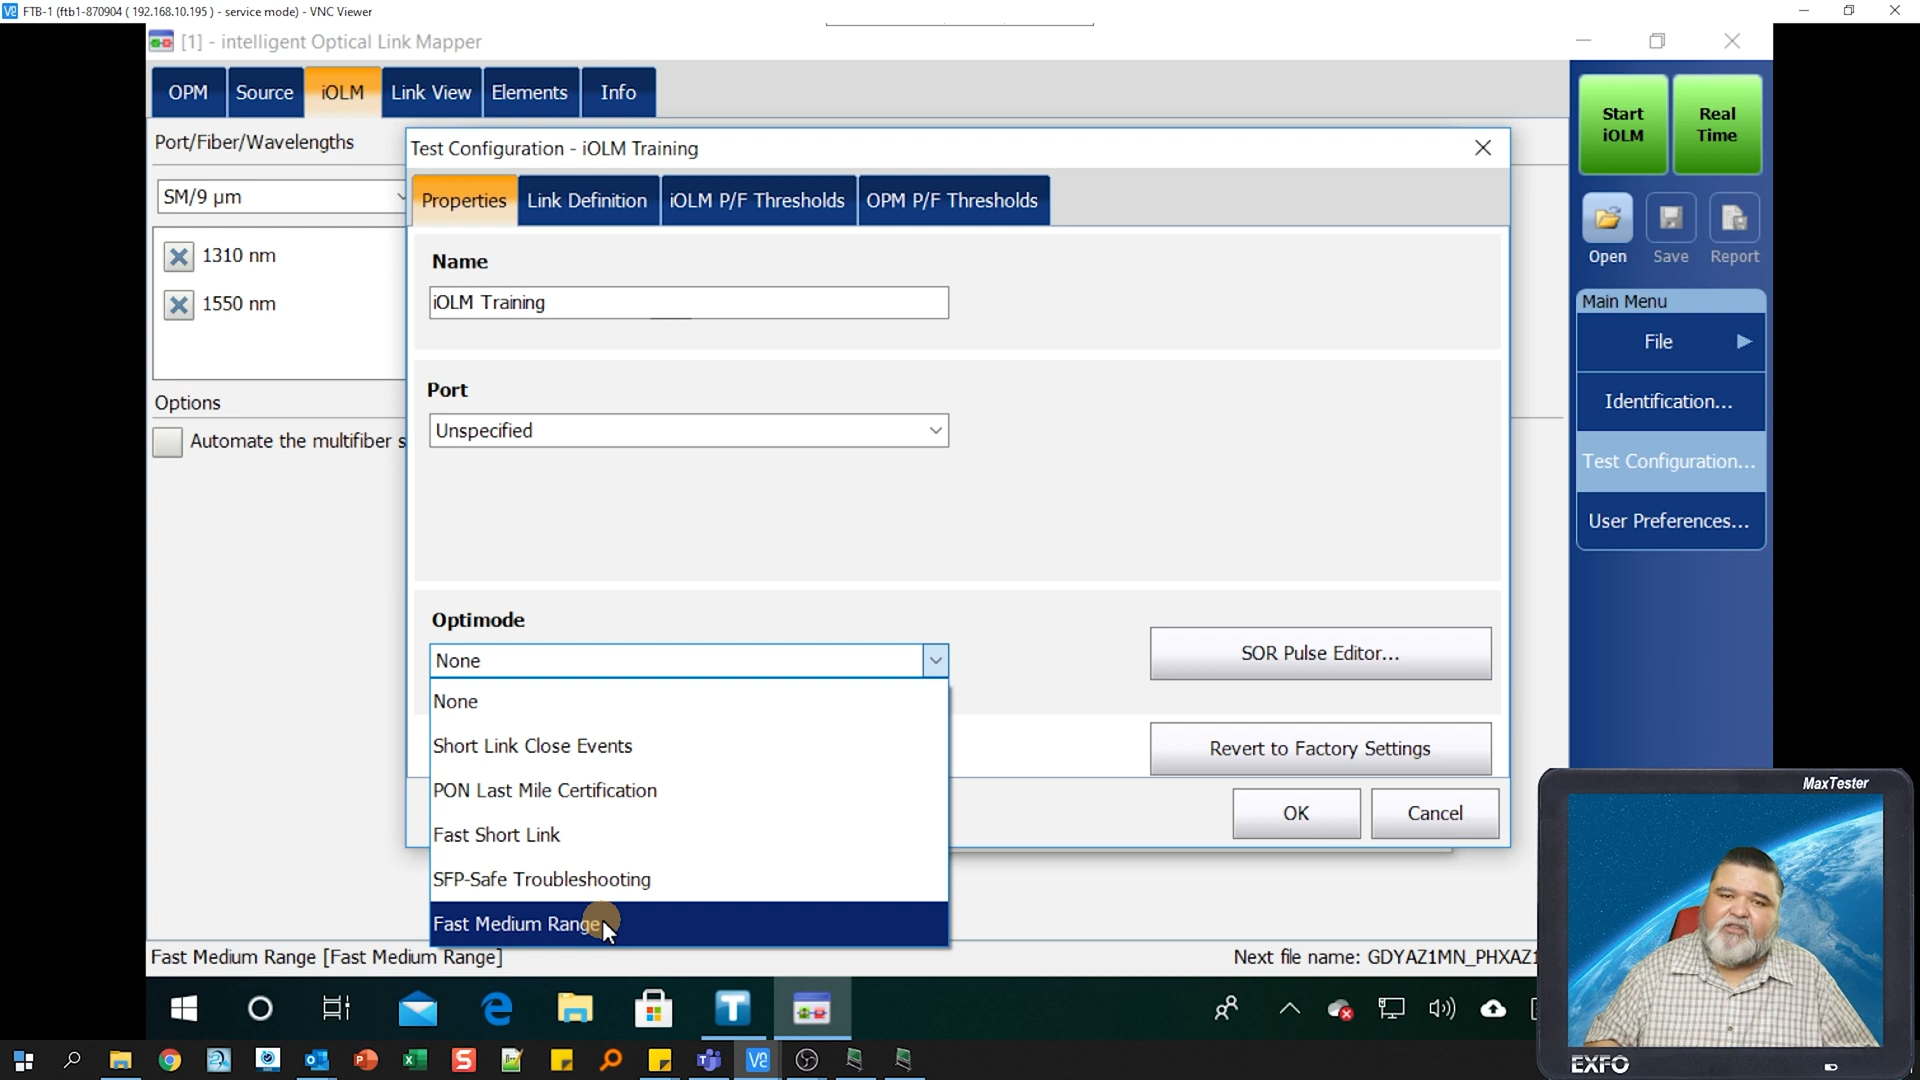 FTB-1 (ftb1-870904 ( 192.168.10.195 ) - service mode) - VNC Viewer
[1] - intelligent Optical Link Mapper
OPM
Source
iOLM
Link View
Elements
Info
Port/Fiber/Wavelengths
SM/9 µm
1310 nm
1550 nm
Options
Automate the multifiber s
Test Configuration - iOLM Training
Properties
Link Definition
iOLM P/F Thresholds
OPM P/F Thresholds
Name
iOLM Training
Port
Unspecified
Optimode
None
None
Short Link Close Events
PON Last Mile Certification
Fast Short Link
SFP-Safe Troubleshooting
Fast Medium Range
SOR Pulse Editor...
Revert to Factory Settings
OK
Cancel
Start
iOLM
Real
Time
Open
Save
Report
Main Menu
File
Identification...
Test Configuration...
User Preferences...
Fast Medium Range [Fast Medium Range]
Next file name: GDYAZ1MN_PHXAZ1
MaxTester
EXFO